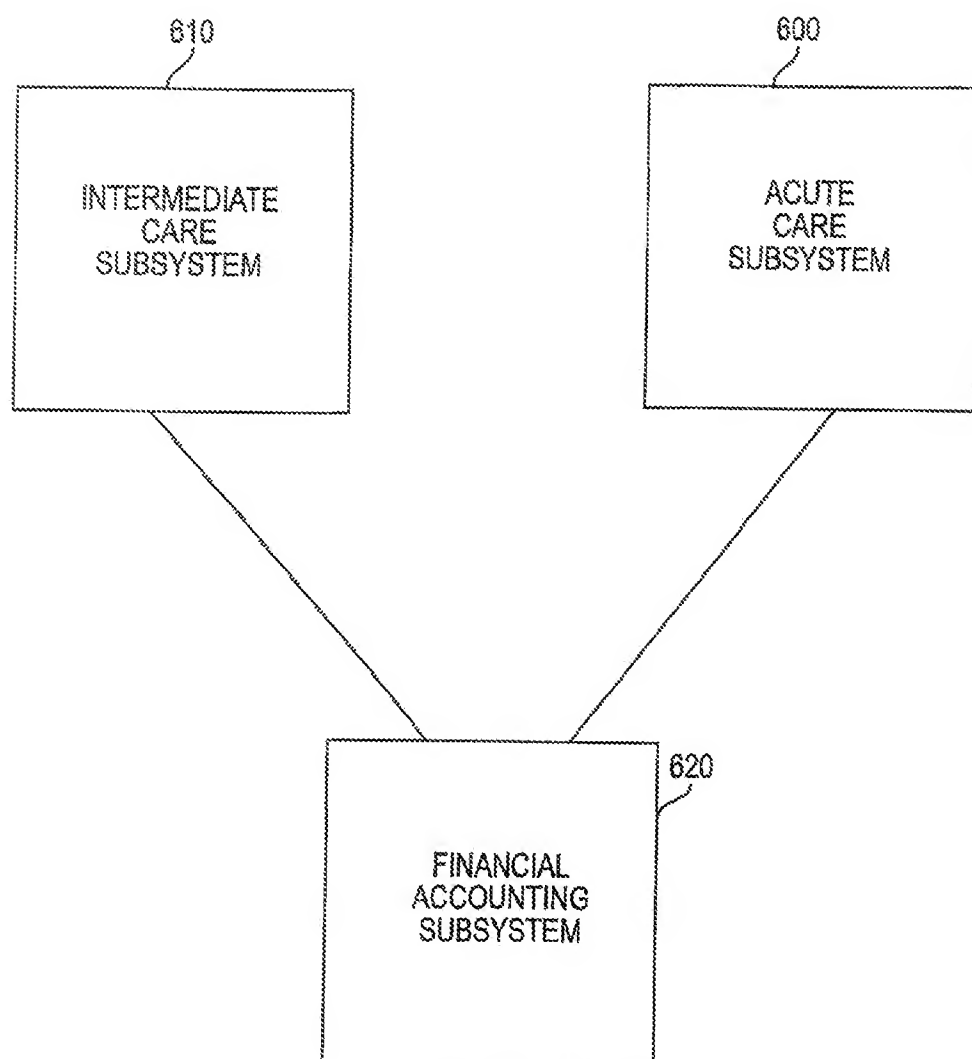 610
600
INTERMEDIATE
CARE
SUBSYSTEM
ACUTE
CARE
SUBSYSTEM
620
FINANCIAL
ACCOUNTING
SUBSYSTEM